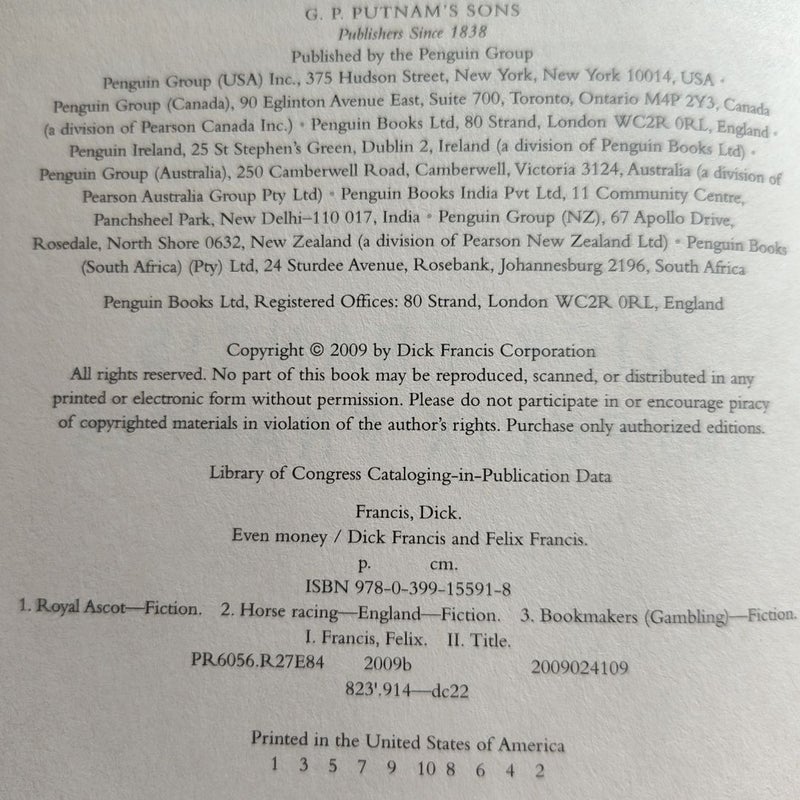 G. P. PUTNAM'S SONS
Publishers Since 1838
Published by the Penguin Group
Penguin Group (USA) Inc., 375 Hudson Street, New York, New York 10014, USA •
Penguin Group (Canada), 90 Eglinton Avenue East, Suite 700, Toronto, Ontario M4P 2Y3, Canada
(a division of Pearson Canada Inc.) • Penguin Books Ltd, 80 Strand, London WC2R 0RL, England •
Penguin Ireland, 25 St Stephen's Green, Dublin 2, Ireland (a division of Penguin Books Ltd) •
Penguin Group (Australia), 250 Camberwell Road, Camberwell, Victoria 3124, Australia (a division of
Pearson Australia Group Pty Ltd) • Penguin Books India Pvt Ltd, 11 Community Centre,
Panchsheel Park, New Delhi–110 017, India • Penguin Group (NZ), 67 Apollo Drive,
Rosedale, North Shore 0632, New Zealand (a division of Pearson New Zealand Ltd) • Penguin Books
(South Africa) (Pty) Ltd, 24 Sturdee Avenue, Rosebank, Johannesburg 2196, South Africa
Penguin Books Ltd, Registered Offices: 80 Strand, London WC2R 0RL, England
Copyright © 2009 by Dick Francis Corporation
All rights reserved. No part of this book may be reproduced, scanned, or distributed in any
printed or electronic form without permission. Please do not participate in or encourage piracy
of copyrighted materials in violation of the author's rights. Purchase only authorized editions.
Library of Congress Cataloging-in-Publication Data
Francis, Dick.
Even money / Dick Francis and Felix Francis.
p. cm.
ISBN 978-0-399-15591-8
1. Royal Ascot—Fiction. 2. Horse racing—England—Fiction. 3. Bookmakers (Gambling)—Fiction.
I. Francis, Felix. II. Title.
PR6056.R27E84 2009b 2009024109
823'.914—dc22
Printed in the United States of America
1 3 5 7 9 10 8 6 4 2